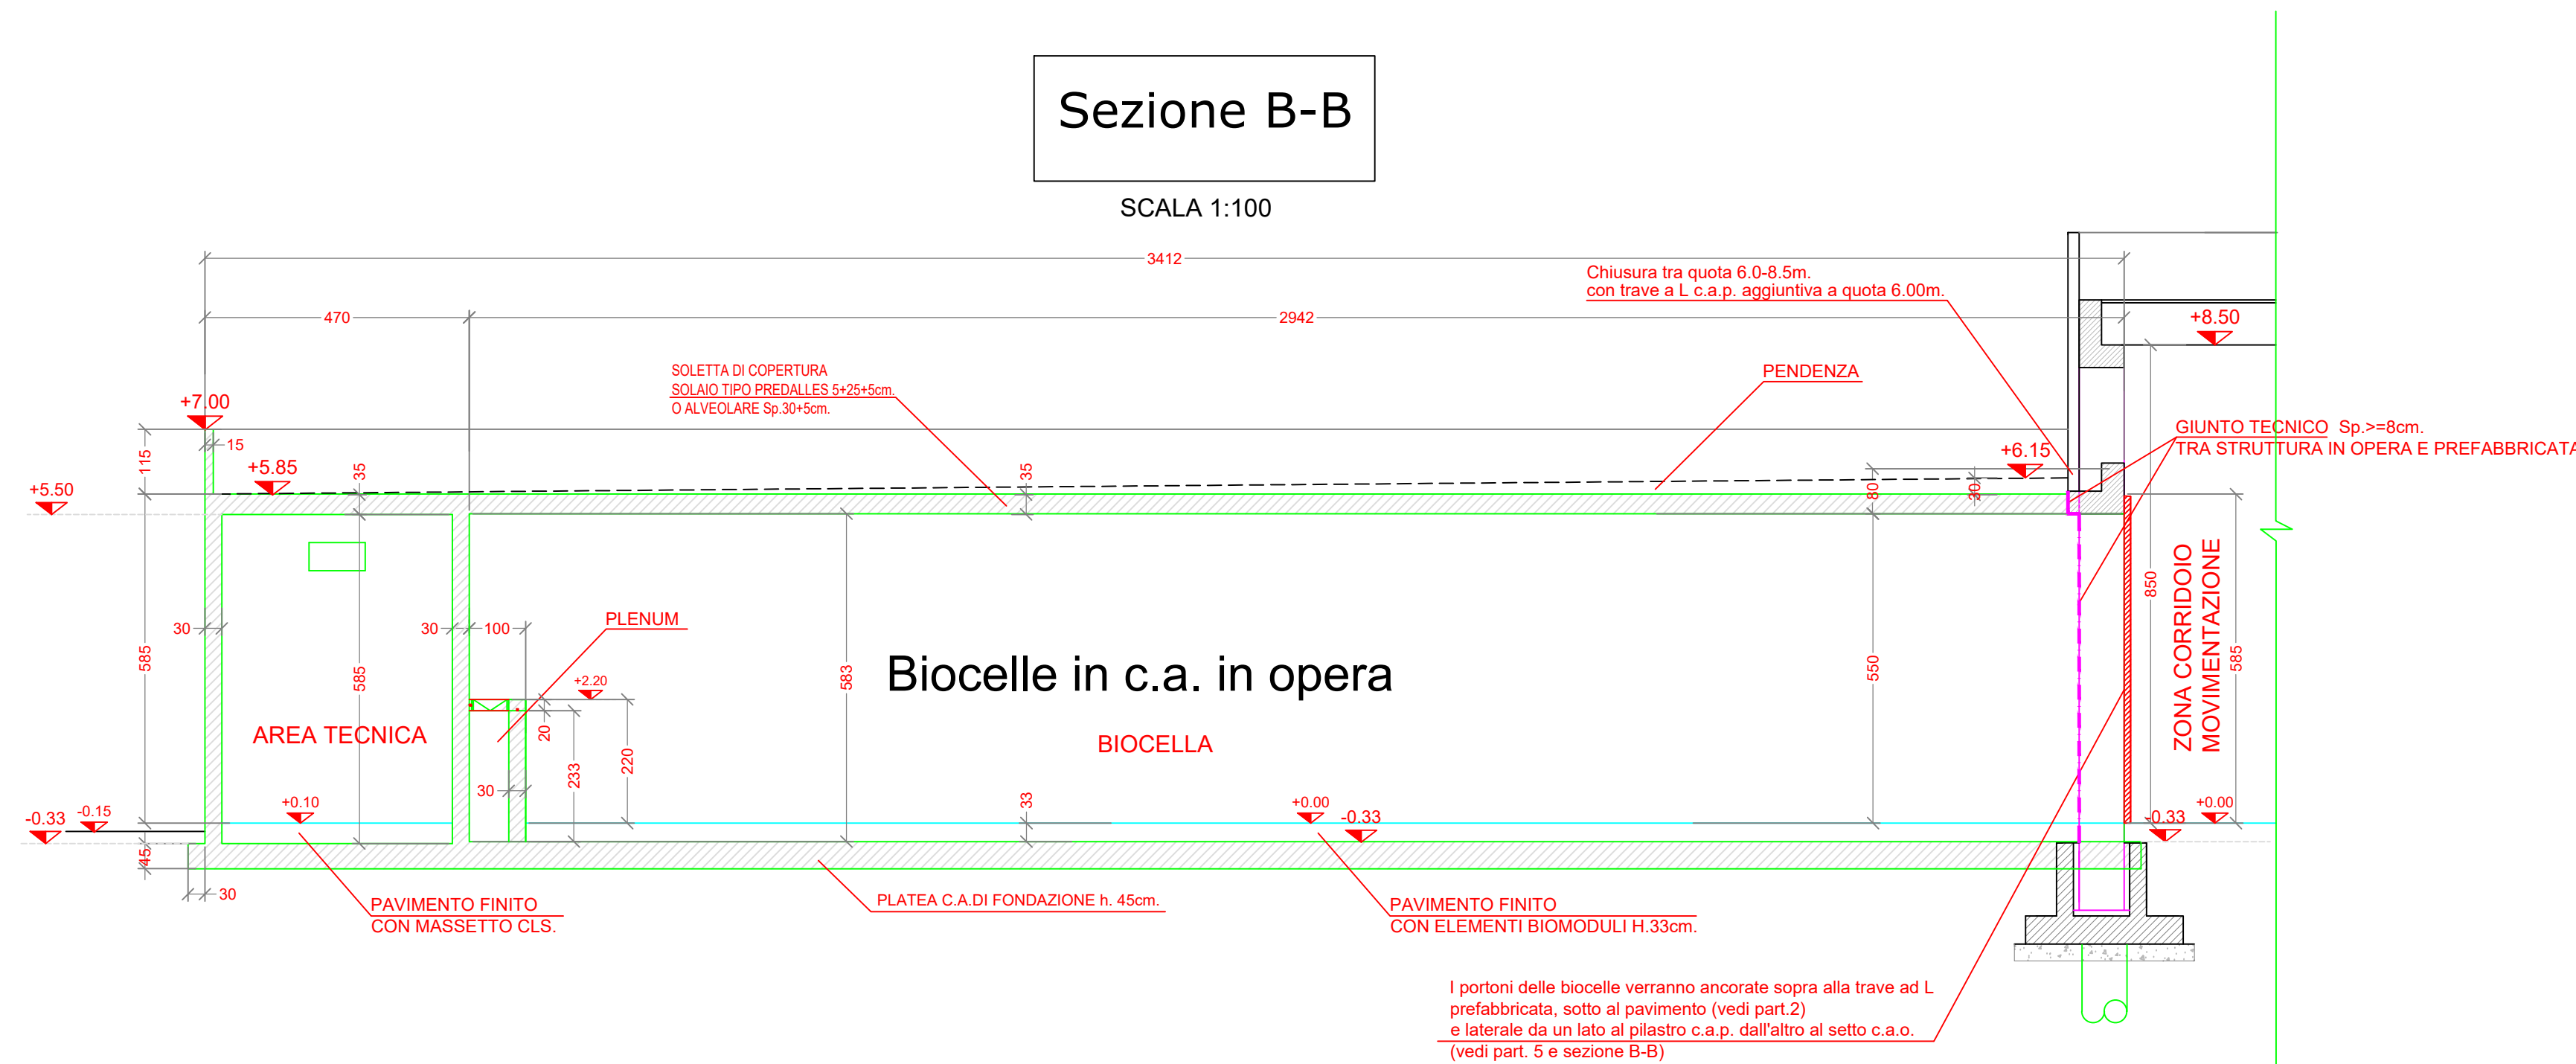 Sezione B-B
SCALA 1:100
3412
470
2942
Chiusura tra quota 6.0-8.5m.
con trave a L c.a.p. aggiuntiva a quota 6.00m.
+8.50
SOLETTA DI COPERTURA
SOLAIO TIPO PREDALLES 5+25+5cm.
O ALVEOLARE Sp.30+5cm.
PENDENZA
+7.00
15
115
+5.85
35
35
+6.15
80
30
GIUNTO TECNICO Sp.>=8cm.
TRA STRUTTURA IN OPERA E PREFABBRICATA
+5.50
30
30
100
PLENUM
585
585
583
550
850
585
ZONA CORRIDOIO
MOVIMENTAZIONE
Biocelle in c.a. in opera
+2.20
20
233
220
30
AREA TECNICA
BIOCELLA
-0.33
-0.15
+0.10
33
+0.00
-0.33
-0.33
+0.00
45
30
PAVIMENTO FINITO
CON MASSETTO CLS.
PLATEA C.A.DI FONDAZIONE h. 45cm.
PAVIMENTO FINITO
CON ELEMENTI BIOMODULI H.33cm.
I portoni delle biocelle verranno ancorate sopra alla trave ad L
prefabbricata, sotto al pavimento (vedi part.2)
e laterale da un lato al pilastro c.a.p. dall'altro al setto c.a.o.
(vedi part. 5 e sezione B-B)